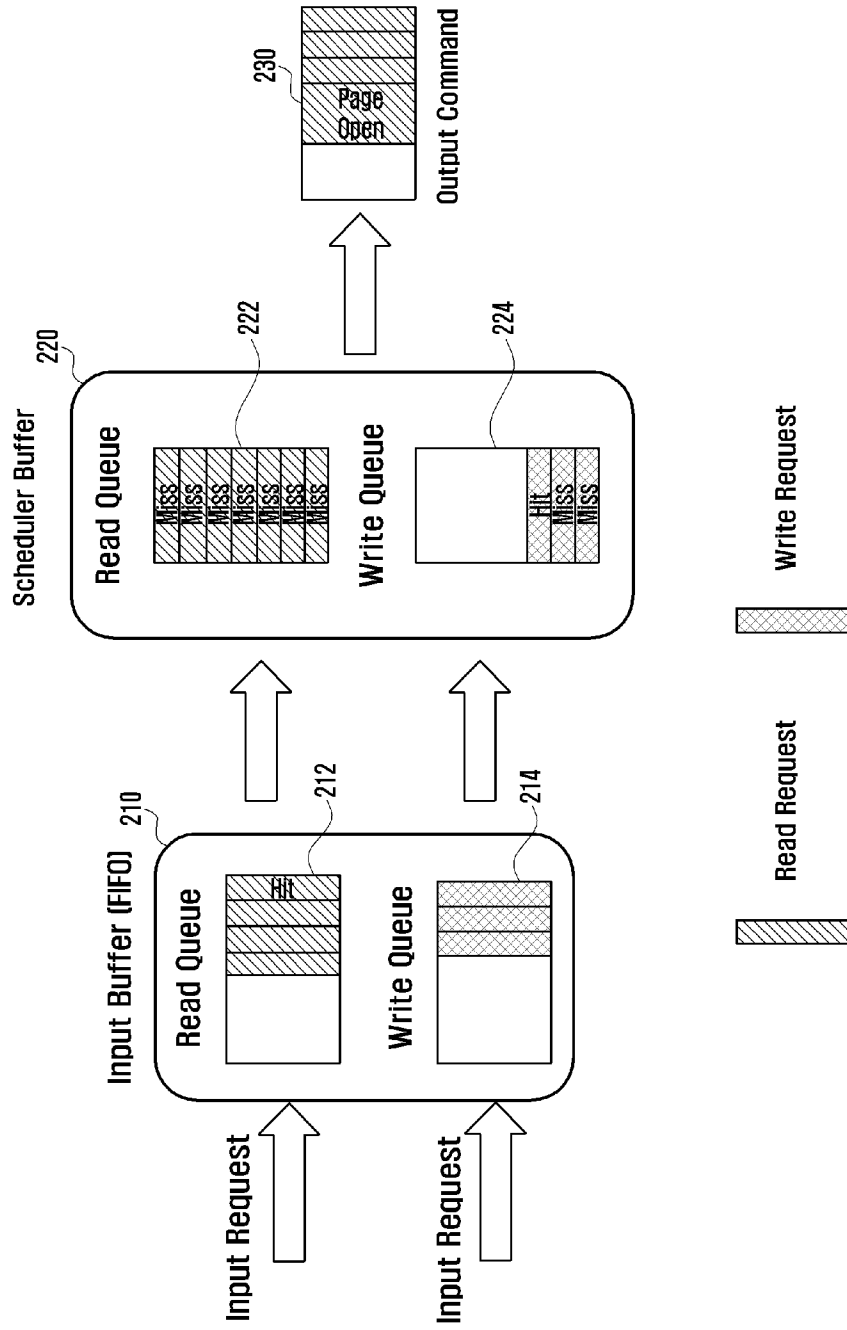 Input Request
Input Request
Input Buffer (FIFO)
210
Read Queue
Hit
212
Write Queue
214
Scheduler Buffer
220
Read Queue
Miss
Miss
Miss
Miss
Miss
Miss
Miss
222
Write Queue
Hit
Miss
Miss
224
230
Page
Open
Output Command
Read Request
Write Request